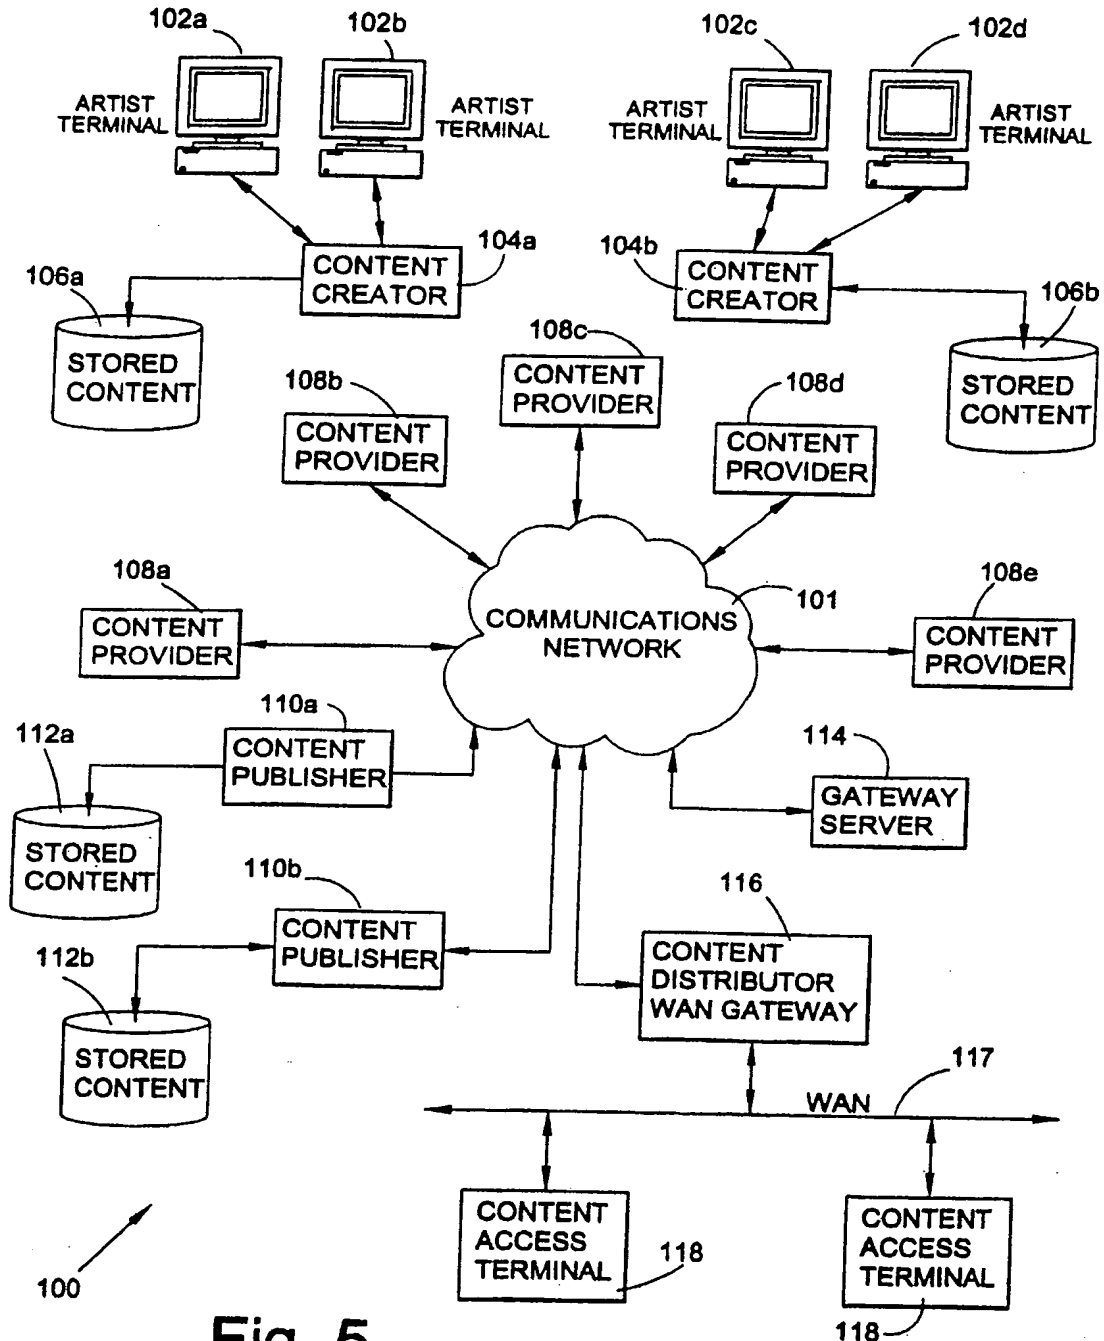 102a
102b
102c
102d
ARTIST
TERMINAL
ARTIST
TERMINAL
ARTIST
TERMINAL
ARTIST
TERMINAL
104a
CONTENT
CREATOR
104b
CONTENT
CREATOR
106a
STORED
CONTENT
106b
STORED
CONTENT
108c
CONTENT
PROVIDER
108b
CONTENT
PROVIDER
108d
CONTENT
PROVIDER
108a
CONTENT
PROVIDER
COMMUNICATIONS
NETWORK
101
108e
CONTENT
PROVIDER
110a
CONTENT
PUBLISHER
112a
STORED
CONTENT
114
GATEWAY
SERVER
110b
CONTENT
PUBLISHER
112b
STORED
CONTENT
116
CONTENT
DISTRIBUTOR
WAN GATEWAY
117
WAN
CONTENT
ACCESS
TERMINAL
118
CONTENT
ACCESS
TERMINAL
118
100
Fig. 5